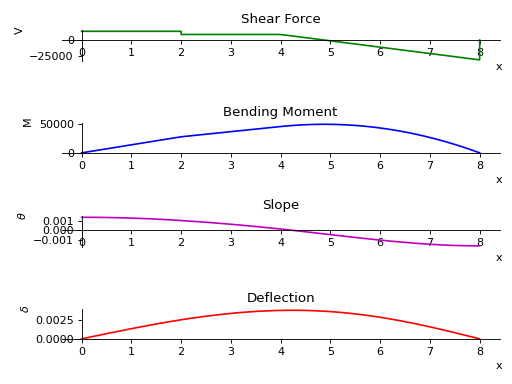 Shear Force
V
0
−25000
0 1 2 3 4 5 6 7 8
x
Bending Moment
M
50000
0
0 1 2 3 4 5 6 7 8
x
Slope
θ
0.001
0.000
−0.001
0 1 2 3 4 5 6 7 8
x
Deflection
δ
0.0025
0.0000
0 1 2 3 4 5 6 7 8
x